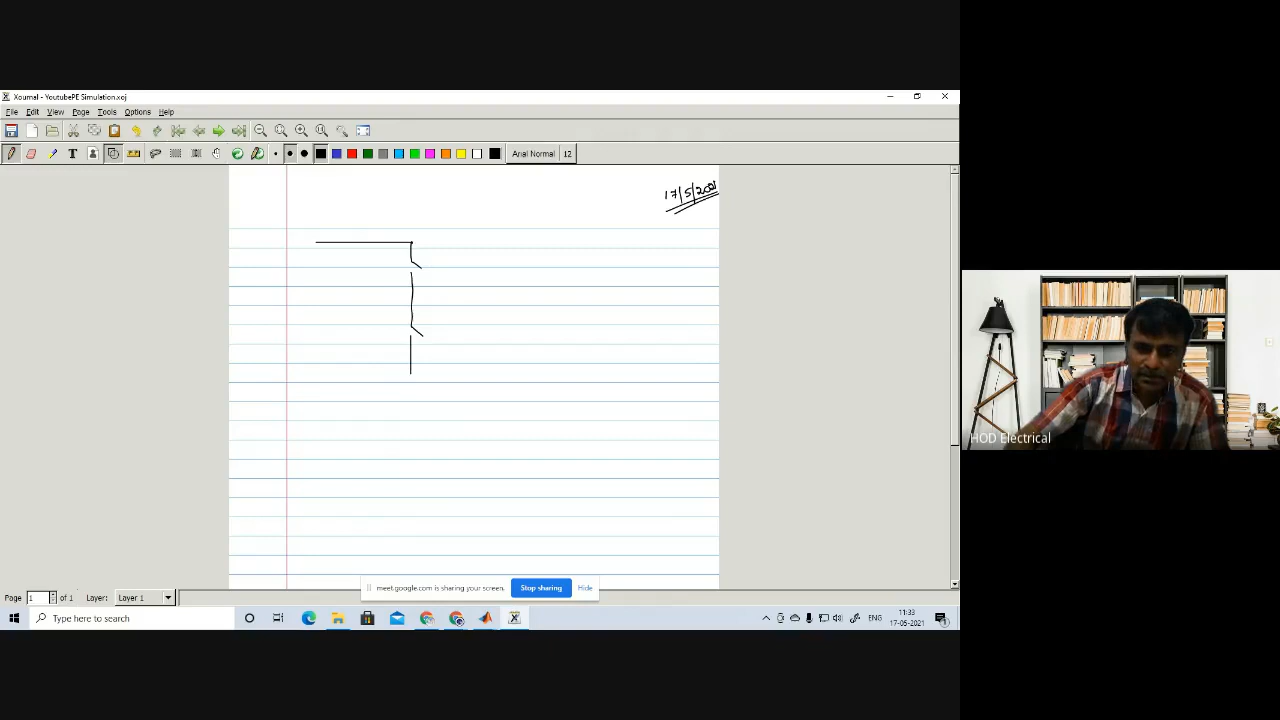 Xournal - YoutubePE Simulation.xoj
File Edit View Page Tools Options Help
Arial Normal 12
17/5/2021
HOD Electrical
meet.google.com is sharing your screen. Stop sharing Hide
Page 1 of 1 Layer: Layer 1
Type here to search
ENG
11:33
17-05-2021